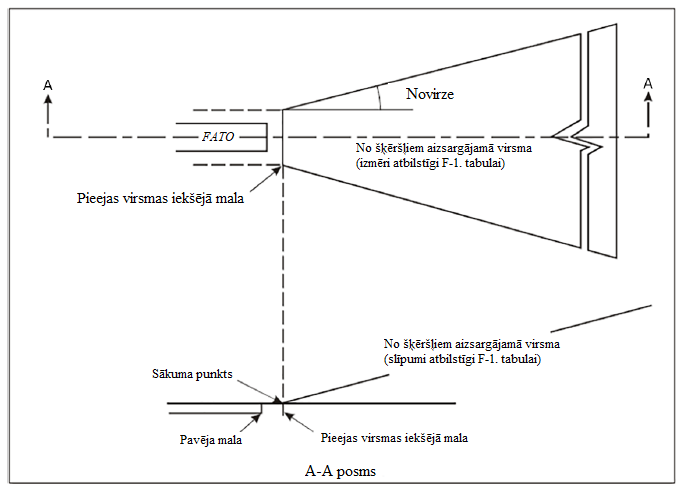 A
A
Novirze
FATO
No šķēršļiem aizsargājamā virsma
(izmēri atbilstīgi F-1. tabulai)
Pieejas virsmas iekšējā mala
No šķēršļiem aizsargājamā virsma
(slīpumi atbilstīgi F-1. tabulai)
Sākuma punkts
Pavēja mala
Pieejas virsmas iekšējā mala
A-A posms